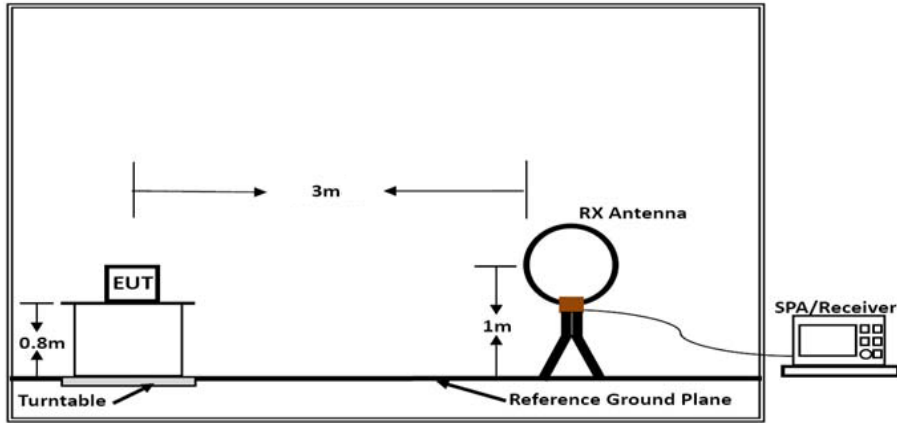 3m
RX Antenna
EUT
SPA/Receiver
1m
0.8m
Turntable
Reference Ground Plane